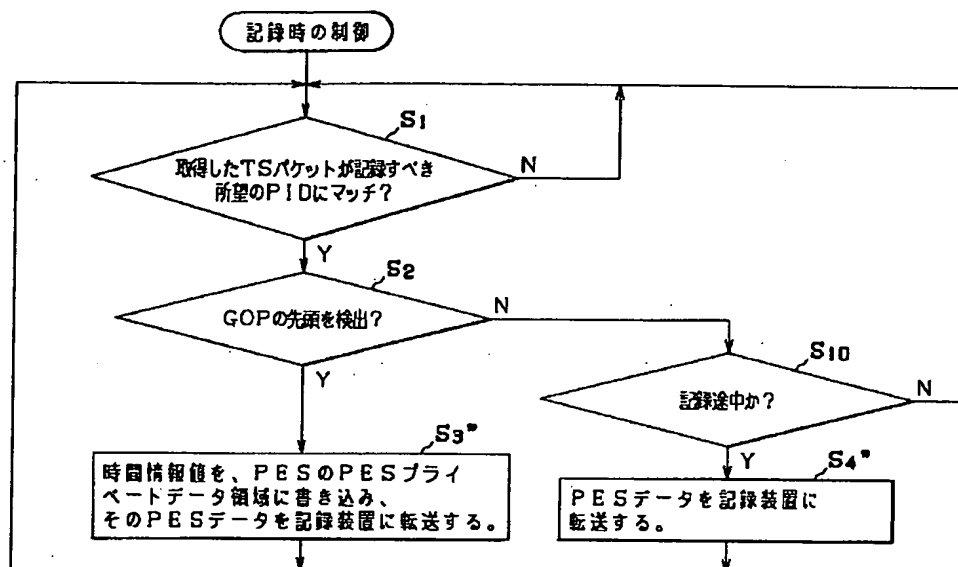 記録時の制御
S1
取得したTSパケットが記録すべき
所望のPIDにマッチ?
N
Y
S2
GOPの先頭を検出?
N
Y
S10
記録途中か?
N
Y
S3"
時間情報値を、PESのPESプライ
ベートデータ領域に書き込み、
そのPESデータを記録装置に転送する。
S4"
PESデータを記録装置に
転送する。